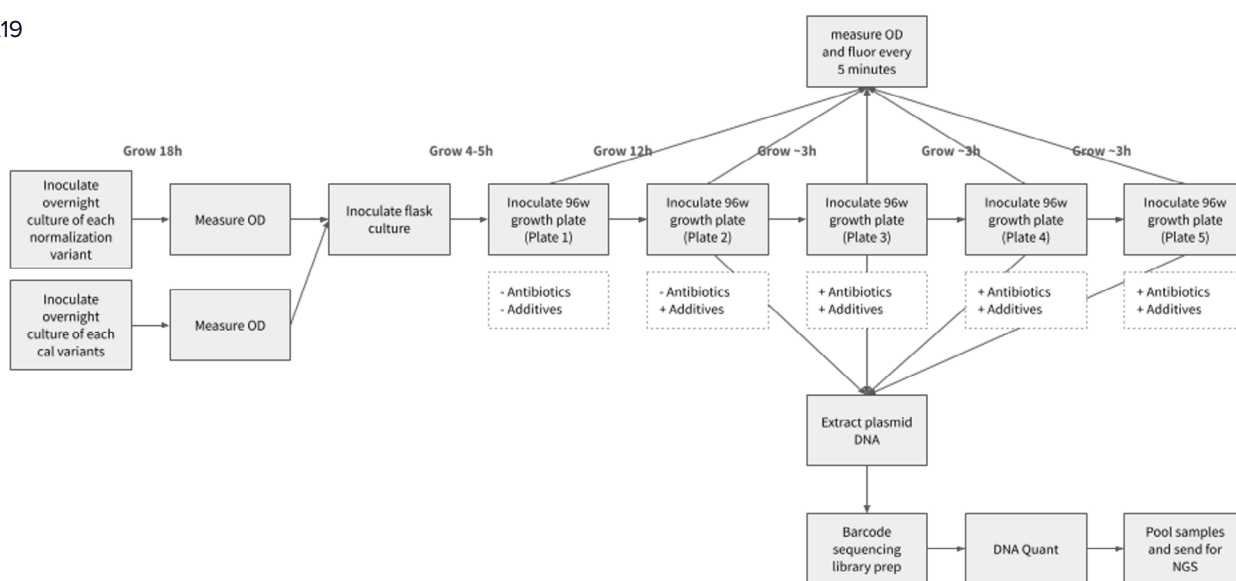 19
measure OD
and fluor every
5 minutes
Grow 18h
Grow 4-5h
Grow 12h
Grow ~3h
Grow ~3h
Grow ~3h
Inoculate
overnight
culture of each
normalization
variant
Measure OD
Inoculate flask
culture
Inoculate 96w
growth plate
(Plate 1)
Inoculate 96w
growth plate
(Plate 2)
Inoculate 96w
growth plate
(Plate 3)
Inoculate 96w
growth plate
(Plate 4)
Inoculate 96w
growth plate
(Plate 5)
Inoculate
overnight
culture of each
cal variants
Measure OD
- Antibiotics
- Additives
- Antibiotics
+ Additives
+ Antibiotics
+ Additives
+ Antibiotics
+ Additives
+ Antibiotics
+ Additives
Extract plasmid
DNA
Barcode
sequencing
library prep
DNA Quant
Pool samples
and send for
NGS